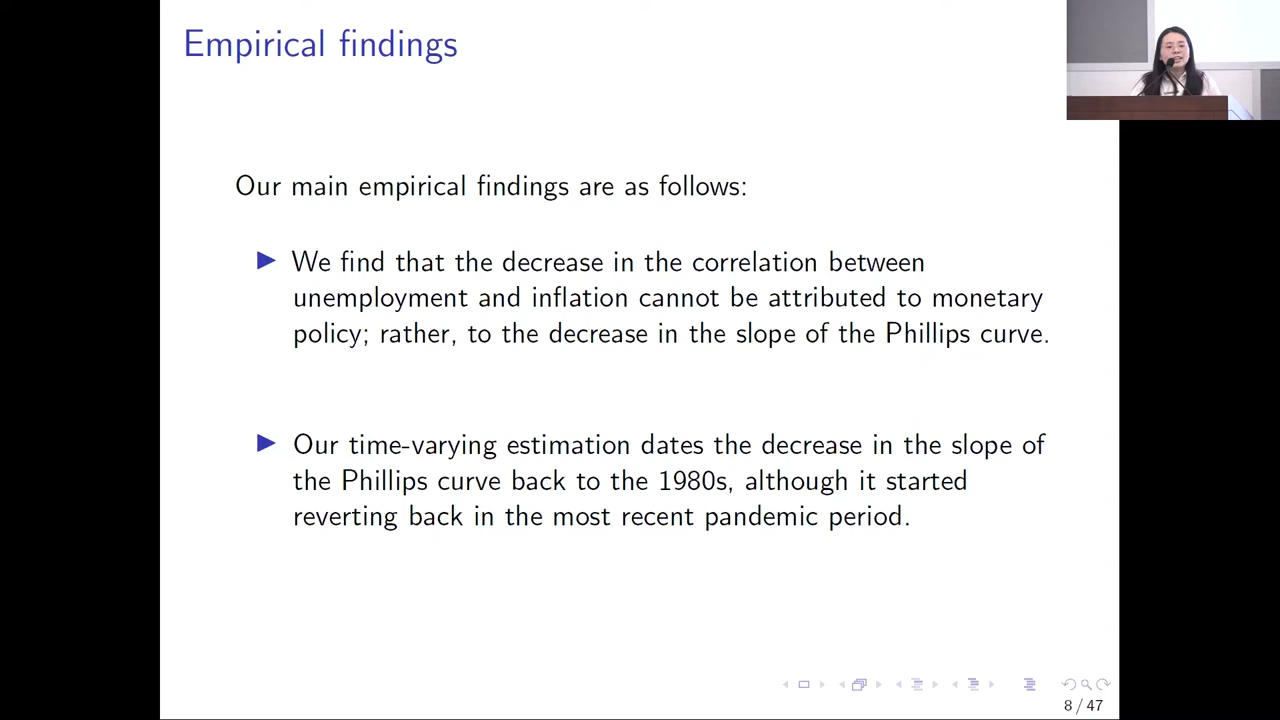 Empirical findings
Our main empirical findings are as follows:
We find that the decrease in the correlation between
unemployment and inflation cannot be attributed to monetary
policy; rather, to the decrease in the slope of the Phillips curve.
Our time-varying estimation dates the decrease in the slope of
the Phillips curve back to the 1980s, although it started
reverting back in the most recent pandemic period.
8 / 47